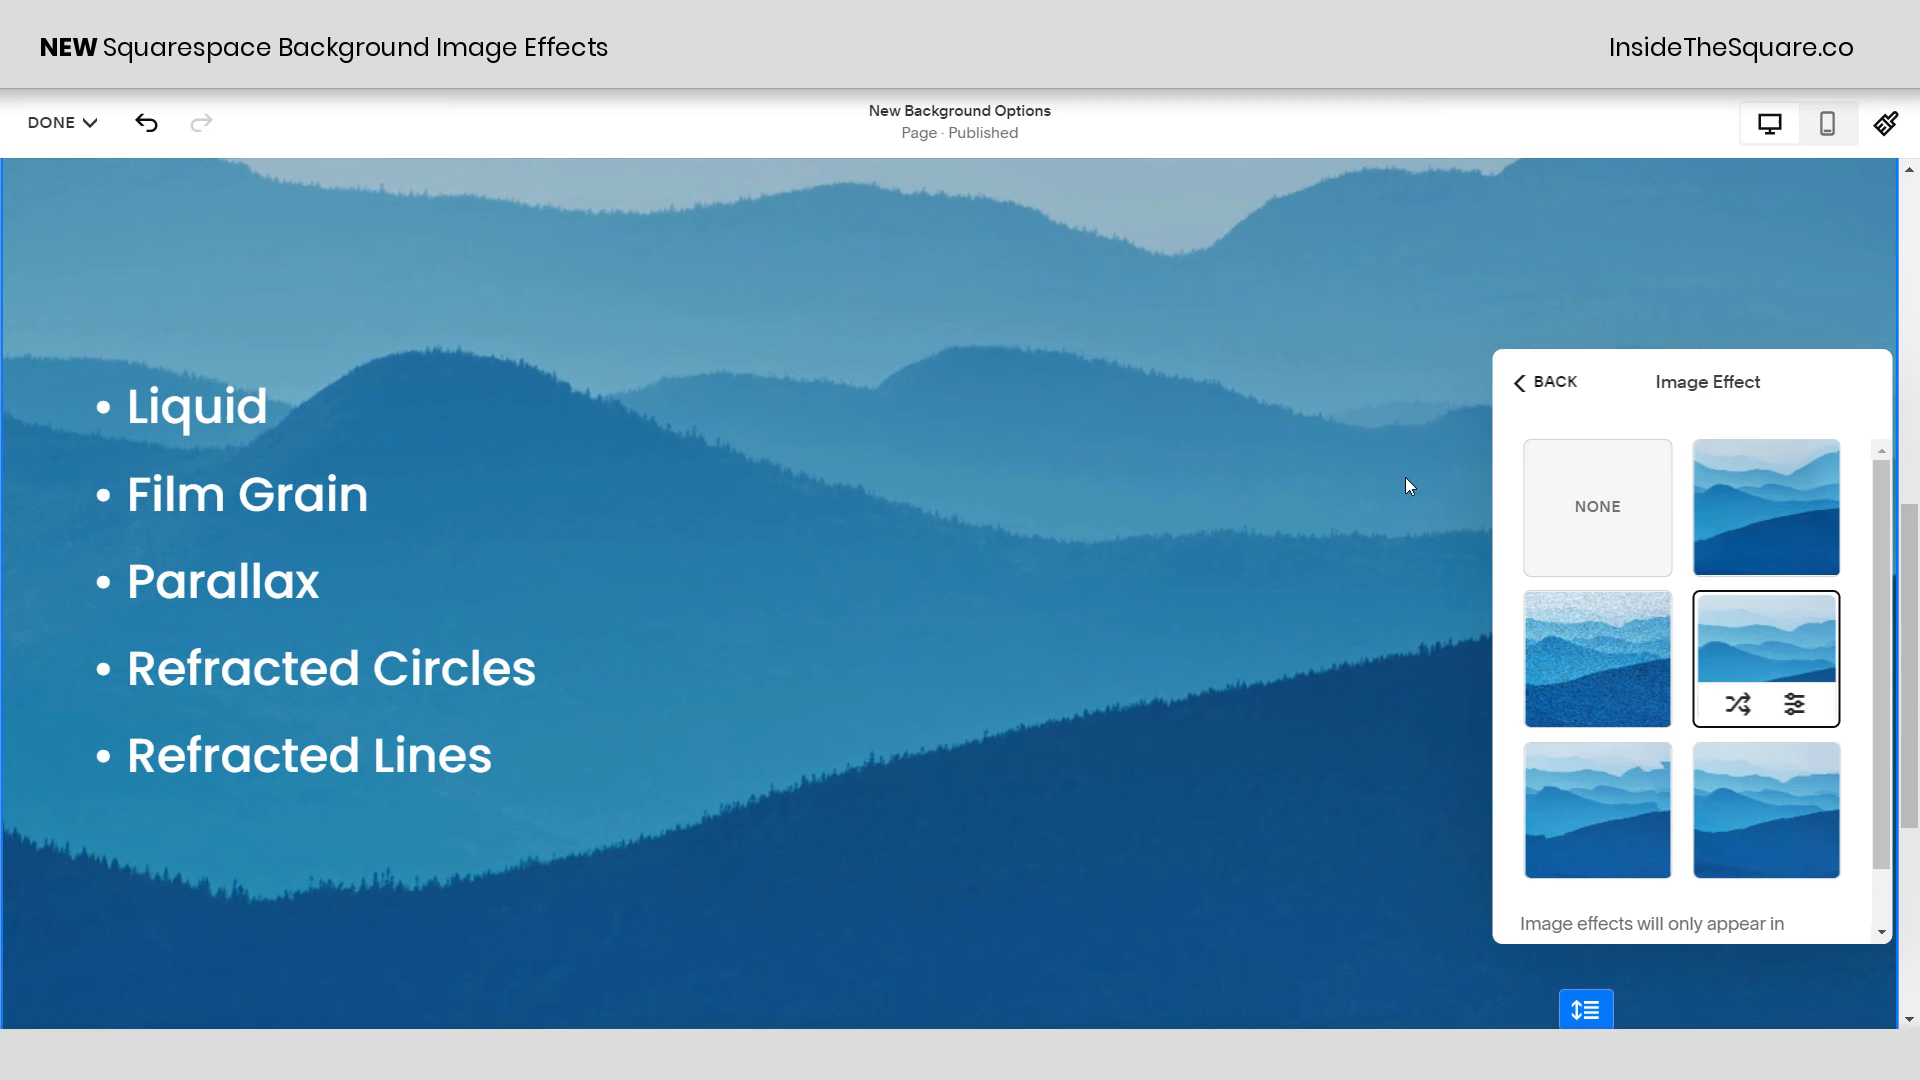 NEW Squarespace Background Image Effects
InsideTheSquare.co
DONE
New Background Options
Page · Published
• Liquid
• Film Grain
• Parallax
• Refracted Circles
• Refracted Lines
BACK
Image Effect
NONE
Image effects will only appear in